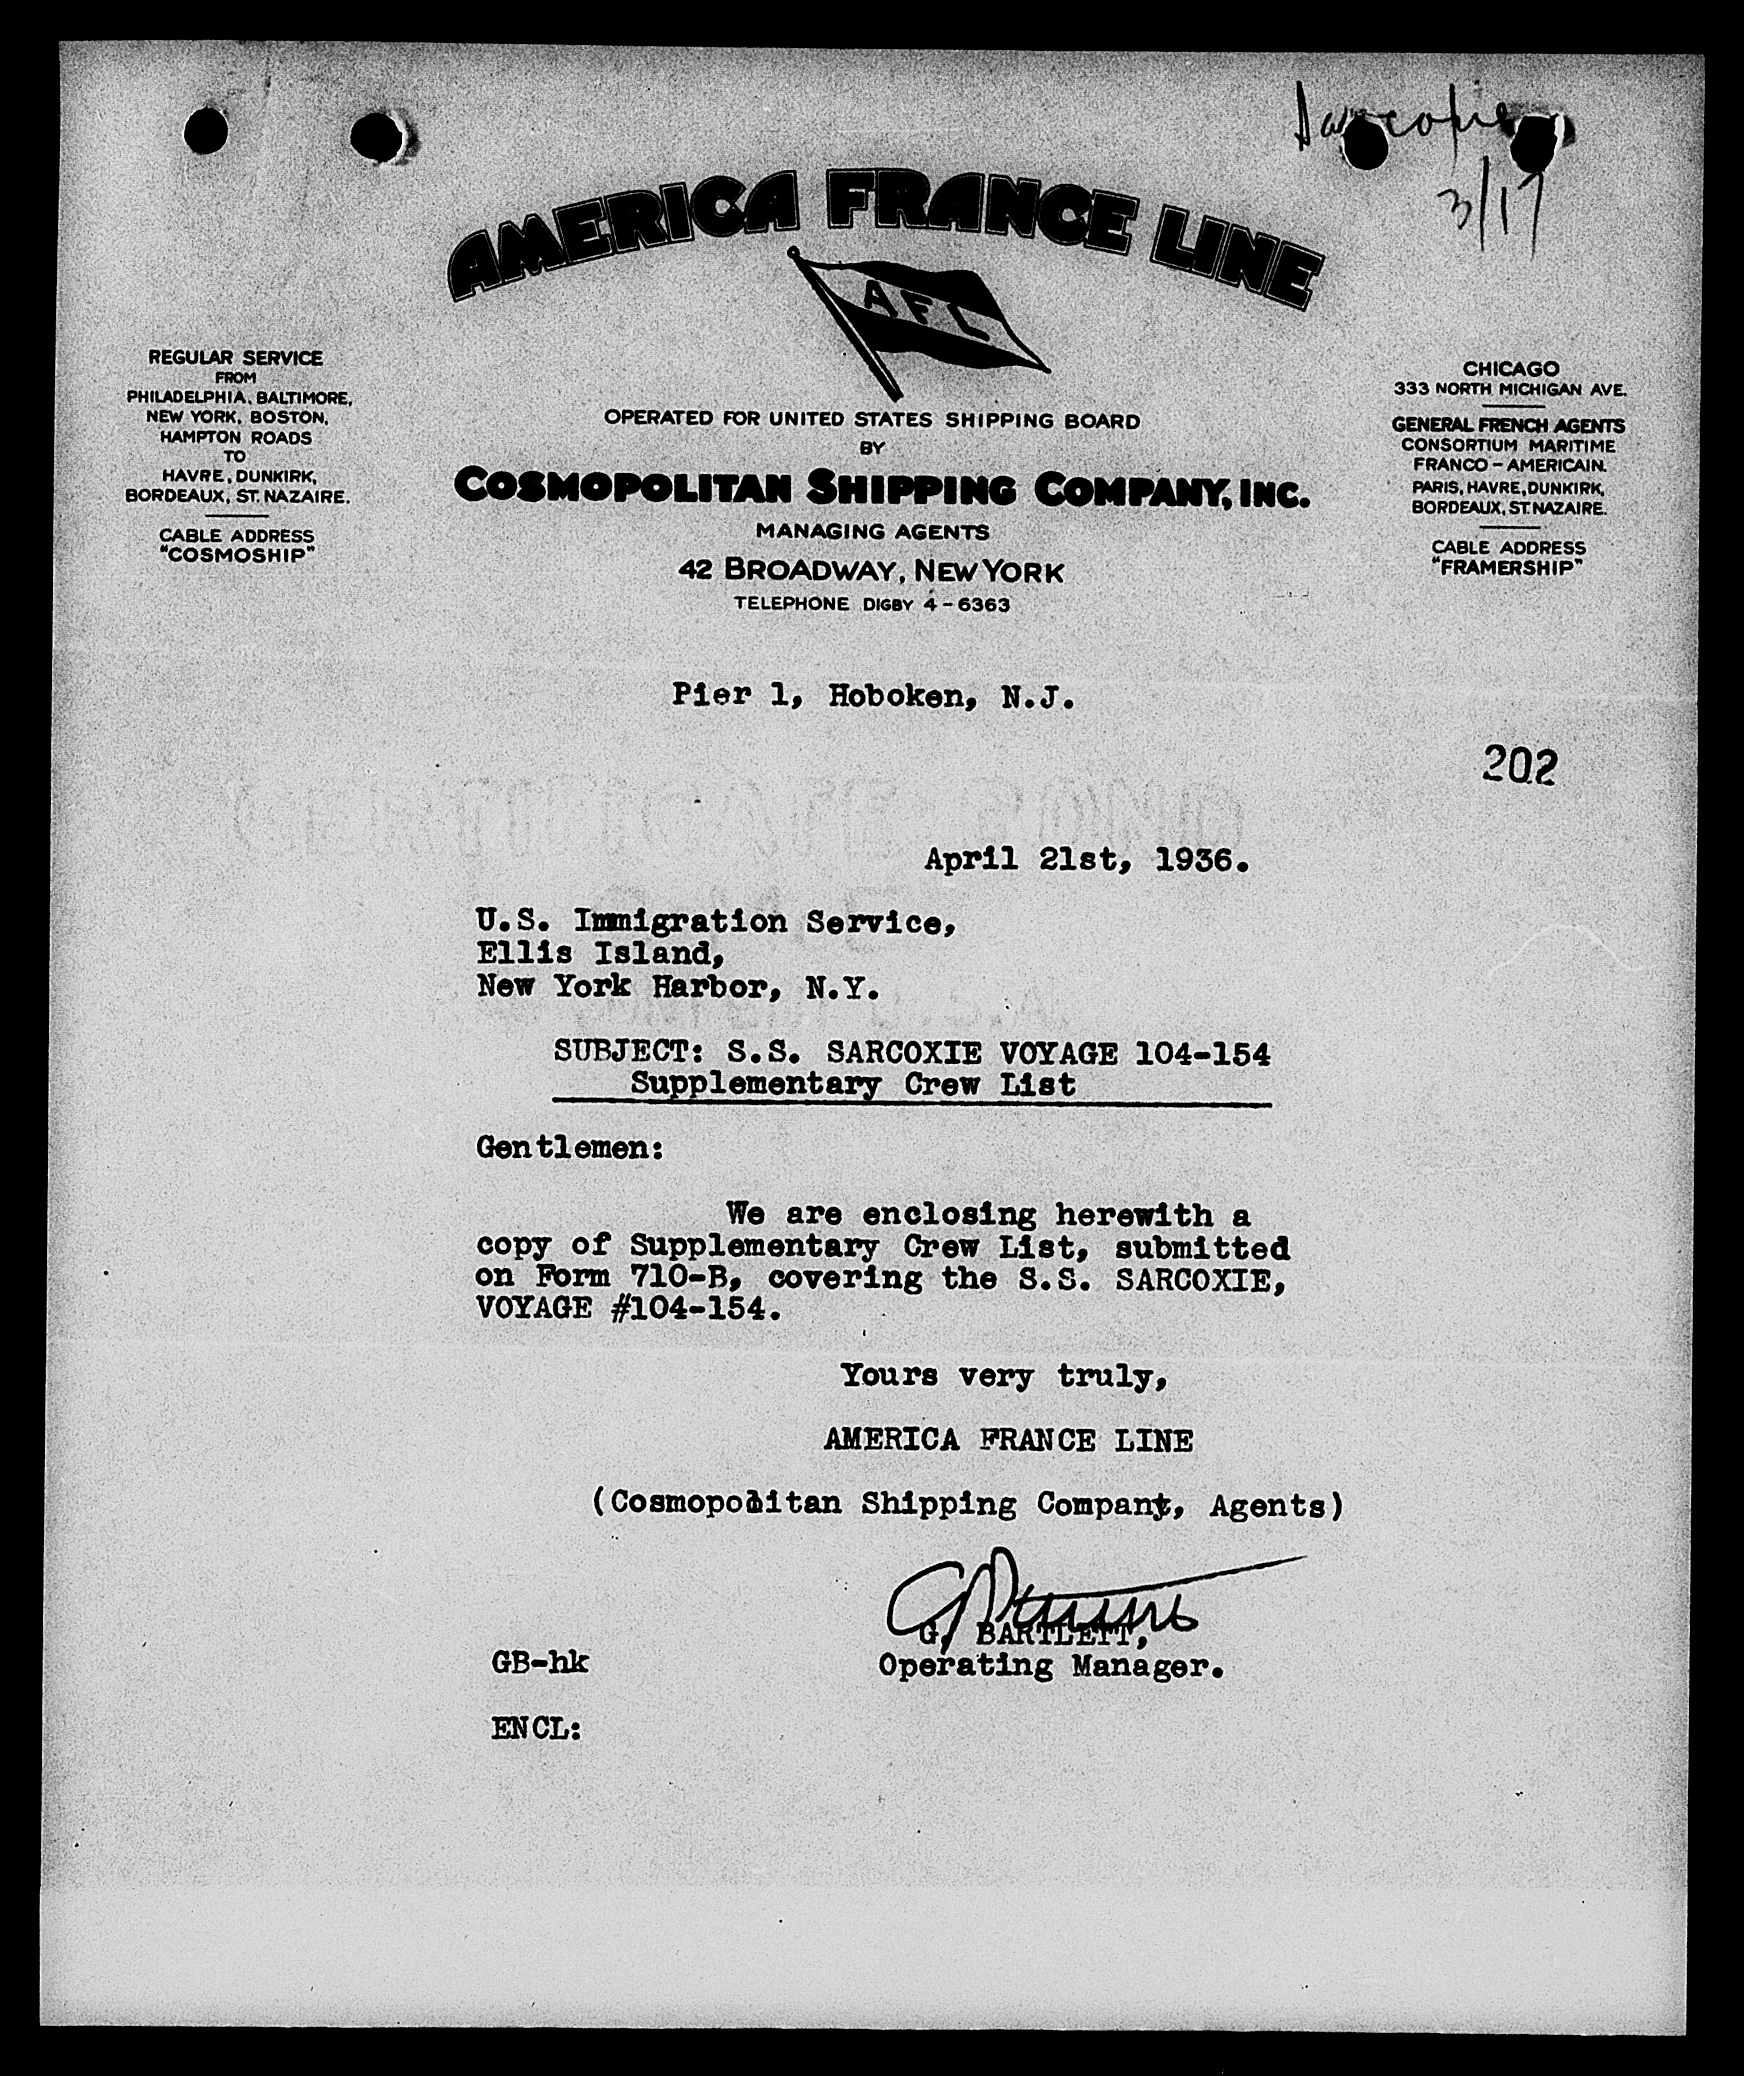 Sarcoxie
3/17
AMERICA FRANCE LINE
A F L
REGULAR SERVICE
FROM
PHILADELPHIA, BALTIMORE,
NEW YORK, BOSTON,
HAMPTON ROADS
TO
HAVRE, DUNKIRK,
BORDEAUX, ST. NAZAIRE.
CABLE ADDRESS
"COSMOSHIP"
OPERATED FOR UNITED STATES SHIPPING BOARD
BY
COSMOPOLITAN SHIPPING COMPANY, INC.
MANAGING AGENTS
42 BROADWAY, NEW YORK
TELEPHONE DIGBY 4-6363
CHICAGO
333 NORTH MICHIGAN AVE.
GENERAL FRENCH AGENTS
CONSORTIUM MARITIME
FRANCO-AMERICAIN.
PARIS, HAVRE, DUNKIRK,
BORDEAUX, ST. NAZAIRE.
CABLE ADDRESS
"FRAMERSHIP"
Pier 1, Hoboken, N.J.
202
April 21st, 1936.
U.S. Immigration Service,
Ellis Island,
New York Harbor, N.Y.
SUBJECT: S.S. SARCOXIE VOYAGE 104-154
Supplementary Crew List
Gentlemen:
We are enclosing herewith a
copy of Supplementary Crew List, submitted
on Form 710-B, covering the S.S. SARCOXIE,
VOYAGE #104-154.
Yours very truly,
AMERICA FRANCE LINE
(Cosmopolitan Shipping Company, Agents)
G. BARTLETT,
Operating Manager.
GB-hk
ENCL: